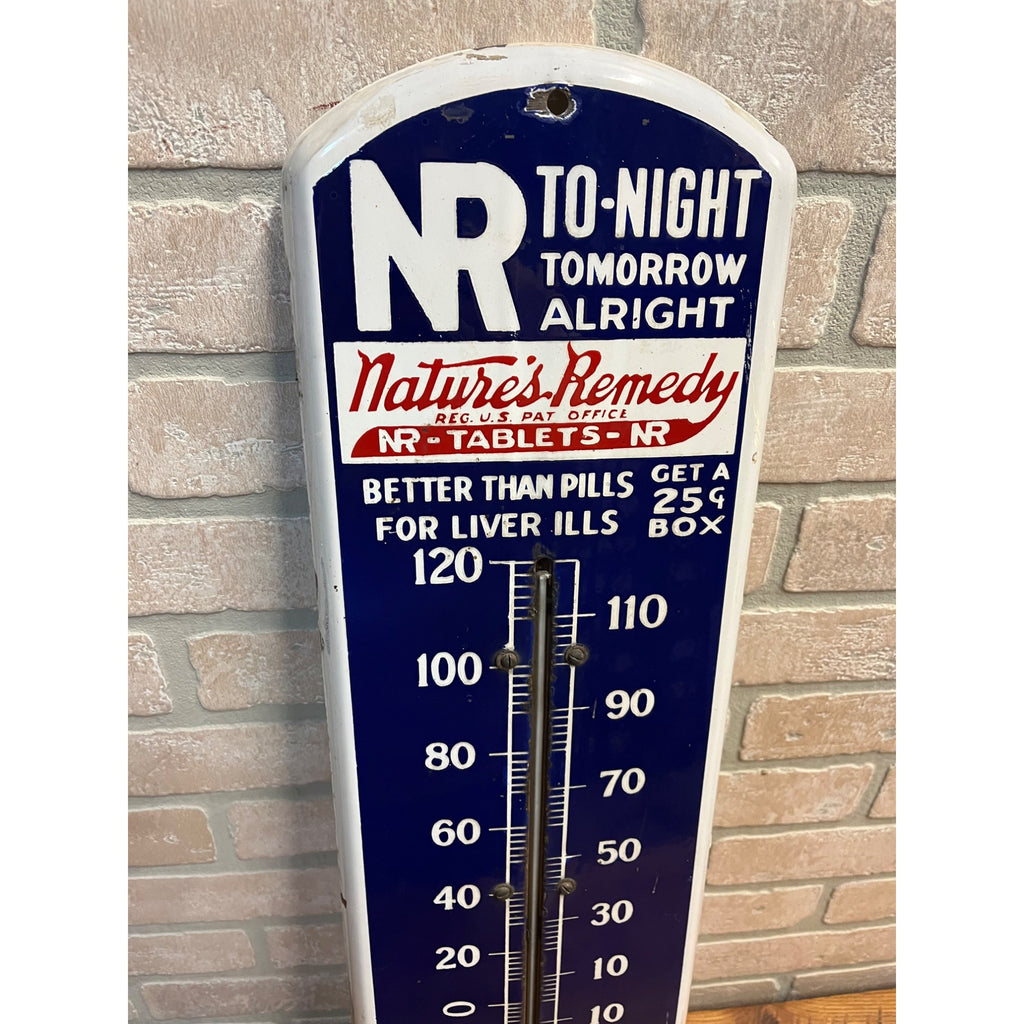 NR TO-NIGHT
TOMORROW
ALRIGHT
Nature's Remedy
REG. U.S. PAT OFFICE
NR - TABLETS - NR
BETTER THAN PILLS
FOR LIVER ILLS
GET A
25¢
BOX
120
110
100
90
80
70
60
50
40
30
20
10
0
10